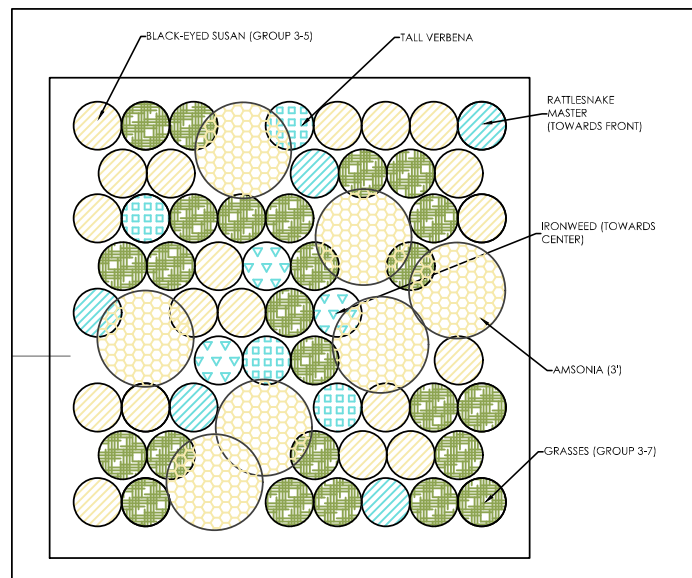 BLACK-EYED SUSAN (GROUP 3-5)
TALL VERBENA
RATTLESNAKE
MASTER
(TOWARDS FRONT)
IRONWEED (TOWARDS
CENTER)
AMSONIA (3')
GRASSES (GROUP 3-7)